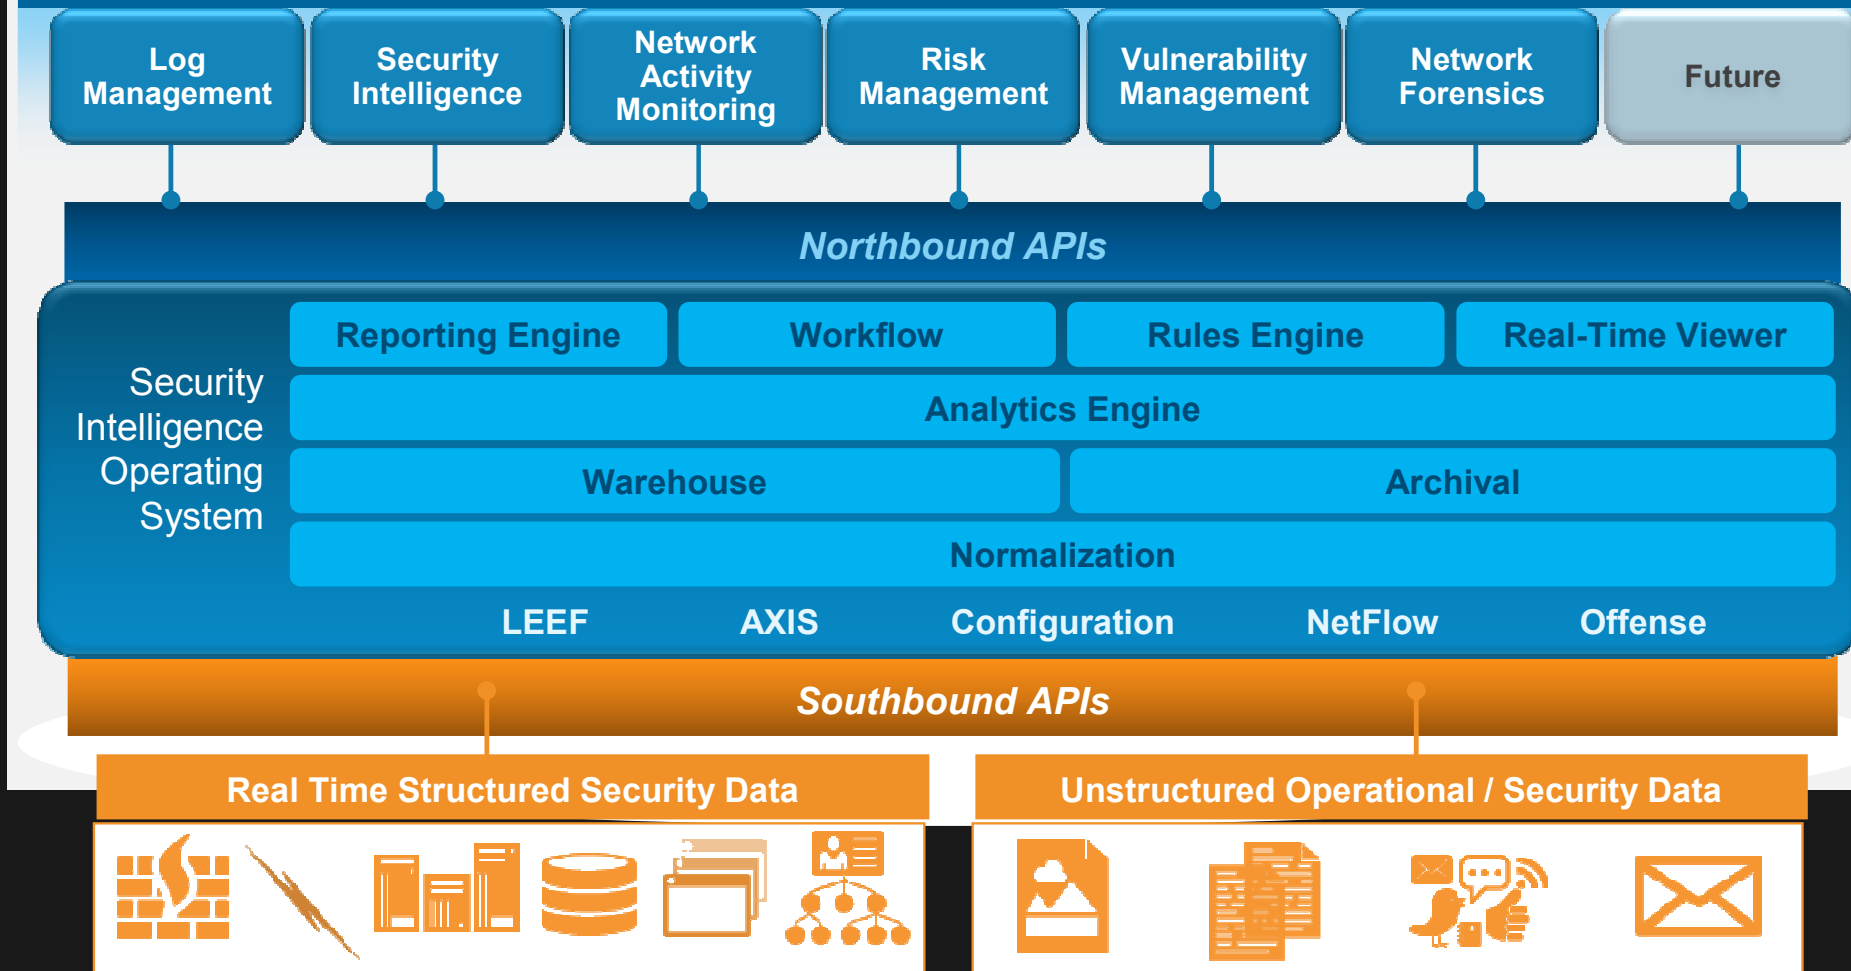 Log
Management
Security
Intelligence
Network
Activity
Monitoring
Risk
Management
Vulnerability
Management
Network
Forensics
Future
Northbound APIs
Security
Intelligence
Operating
System
Reporting Engine
Workflow
Rules Engine
Real-Time Viewer
Analytics Engine
Warehouse
Archival
Normalization
LEEF
AXIS
Configuration
NetFlow
Offense
Southbound APIs
Real Time Structured Security Data
Unstructured Operational / Security Data